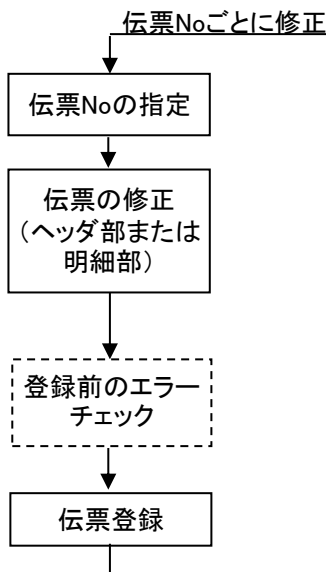 伝票Noごとに修正
伝票Noの指定
伝票の修正
（ヘッダ部または
明細部）
登録前のエラー
チェック
伝票登録